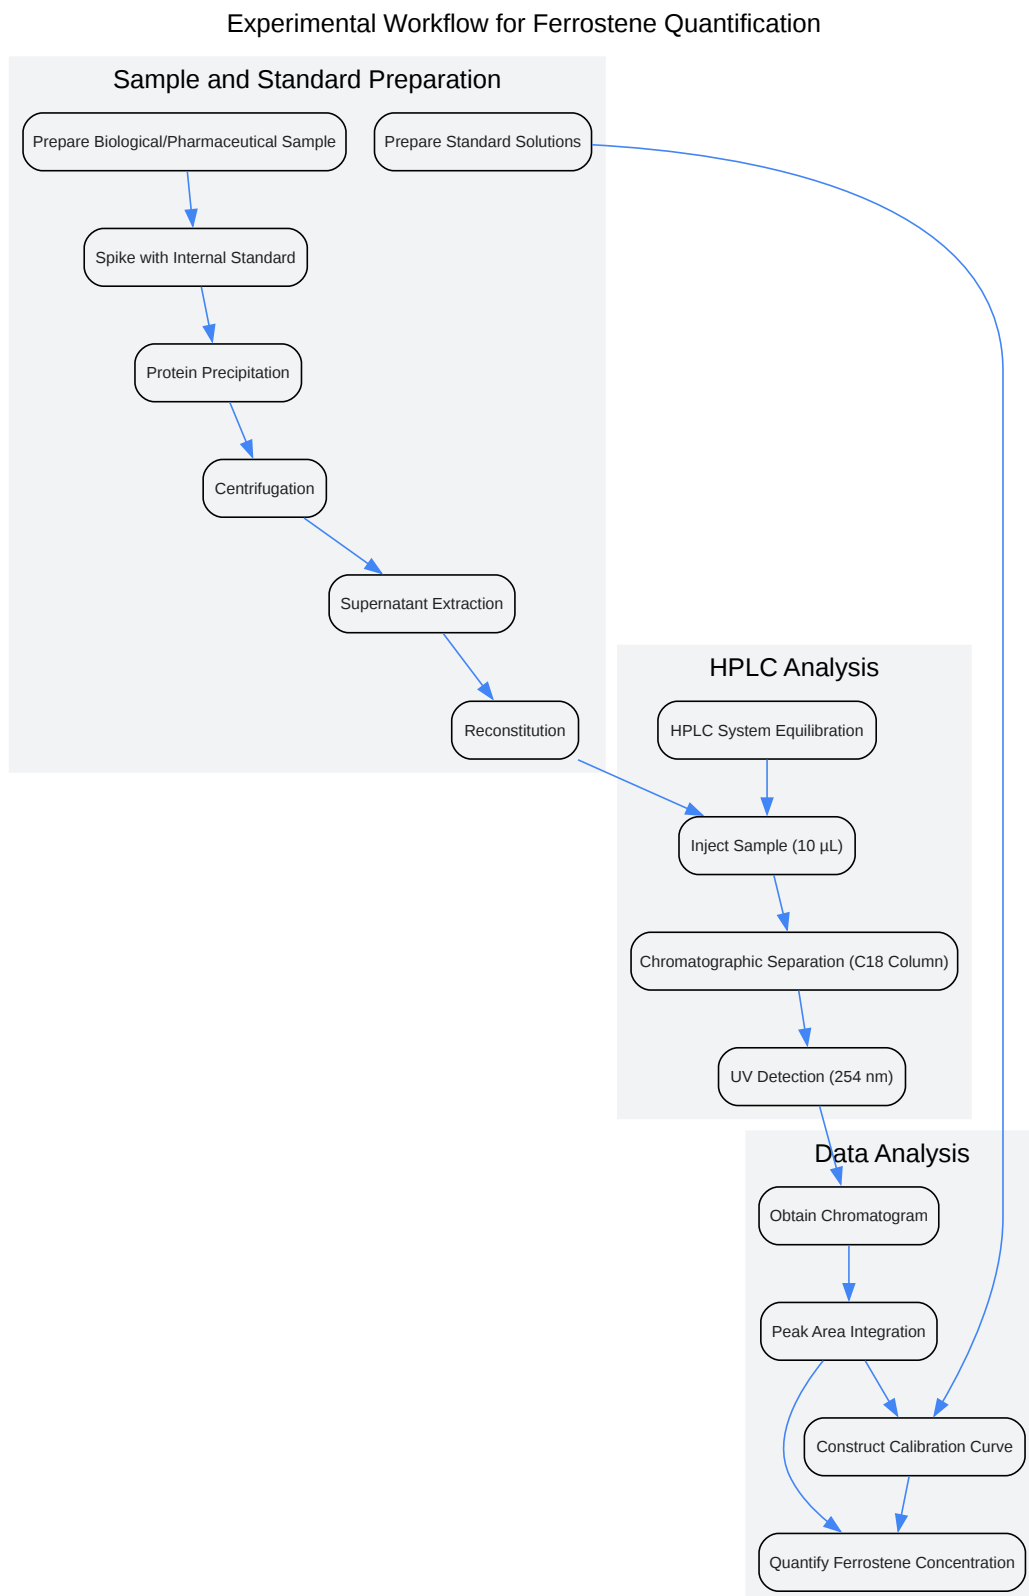 Experimental Workflow for Ferrostene Quantification
Sample and Standard Preparation
Prepare Biological/Pharmaceutical Sample
Prepare Standard Solutions
Spike with Internal Standard
Protein Precipitation
Centrifugation
Supernatant Extraction
Reconstitution
HPLC Analysis
HPLC System Equilibration
Inject Sample (10 µL)
Chromatographic Separation (C18 Column)
UV Detection (254 nm)
Data Analysis
Obtain Chromatogram
Peak Area Integration
Construct Calibration Curve
Quantify Ferrostene Concentration